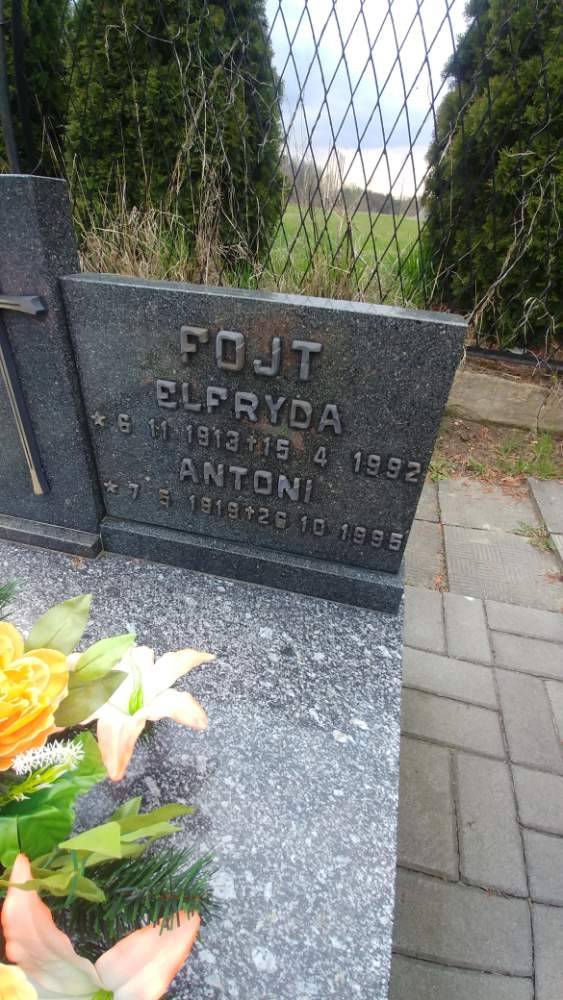 FOJT
ELFRYDA
* 6 11 1913 + 15 4 1992
ANTONI
* 7 5 1919 + 26 10 1995